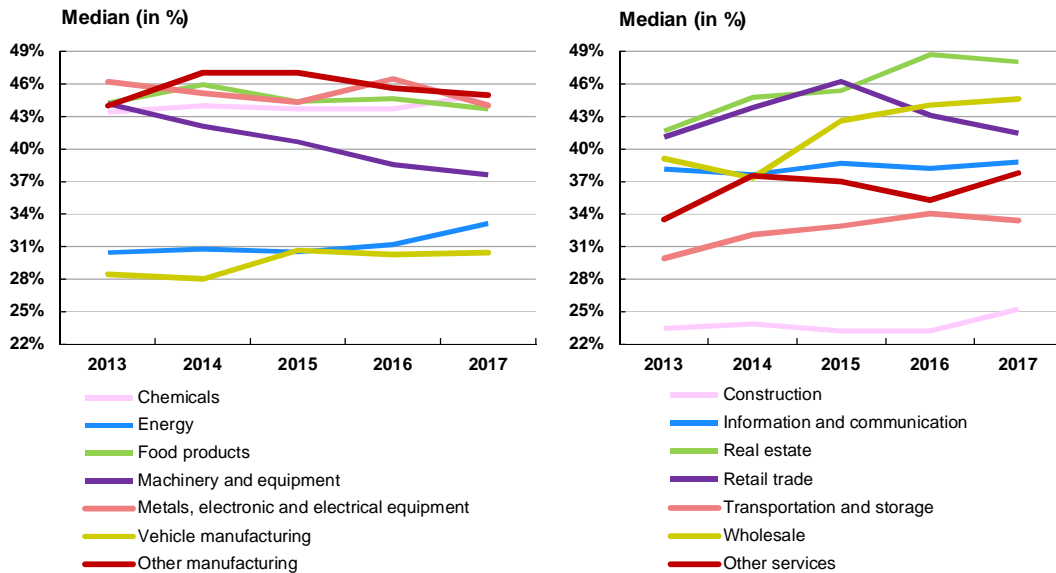 Median (in %)
49%
46%
43%
40%
37%
34%
31%
28%
25%
22%
2013 2014 2015 2016 2017
Chemicals
Energy
Food products
Machinery and equipment
Metals, electronic and electrical equipment
Vehicle manufacturing
Other manufacturing
Median (in %)
49%
46%
43%
40%
37%
34%
31%
28%
25%
22%
2013 2014 2015 2016 2017
Construction
Information and communication
Real estate
Retail trade
Transportation and storage
Wholesale
Other services